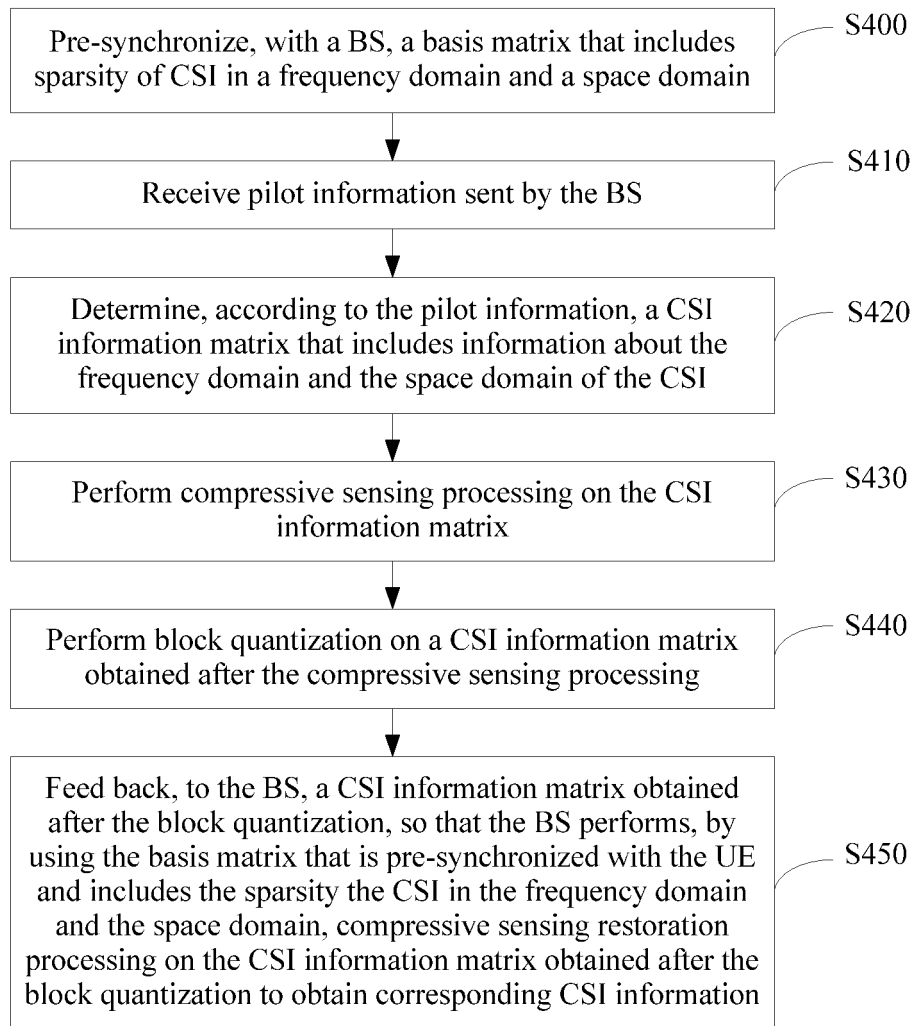 Pre-synchronize, with a BS, a basis matrix that includes
sparsity of CSI in a frequency domain and a space domain
S400
Receive pilot information sent by the BS
S410
Determine, according to the pilot information, a CSI
information matrix that includes information about the
frequency domain and the space domain of the CSI
S420
Perform compressive sensing processing on the CSI
information matrix
S430
Perform block quantization on a CSI information matrix
obtained after the compressive sensing processing
S440
Feed back, to the BS, a CSI information matrix obtained
after the block quantization, so that the BS performs, by
using the basis matrix that is pre-synchronized with the UE
and includes the sparsity the CSI in the frequency domain
and the space domain, compressive sensing restoration
processing on the CSI information matrix obtained after the
block quantization to obtain corresponding CSI information
S450